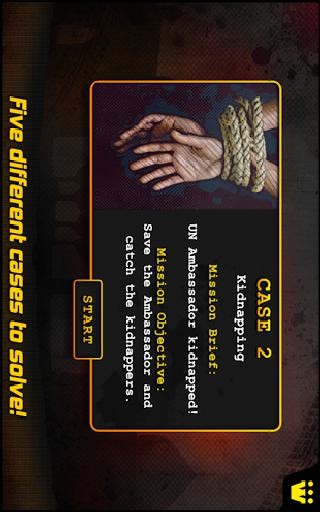 CASE 2
Kidnapping
Mission Brief:
UN Ambassador kidnapped!
Mission Objective:
Save the Ambassador and
catch the kidnappers.
START
Five different cases to solve!